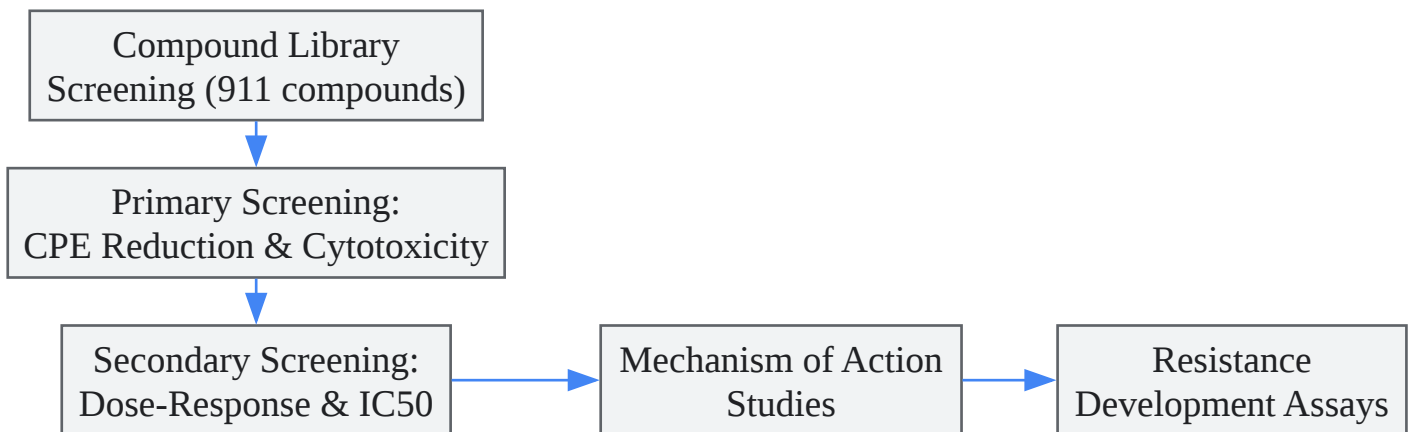 Compound Library
Screening (911 compounds)
Primary Screening:
CPE Reduction & Cytotoxicity
Secondary Screening:
Dose-Response & IC50
Mechanism of Action
Studies
Resistance
Development Assays